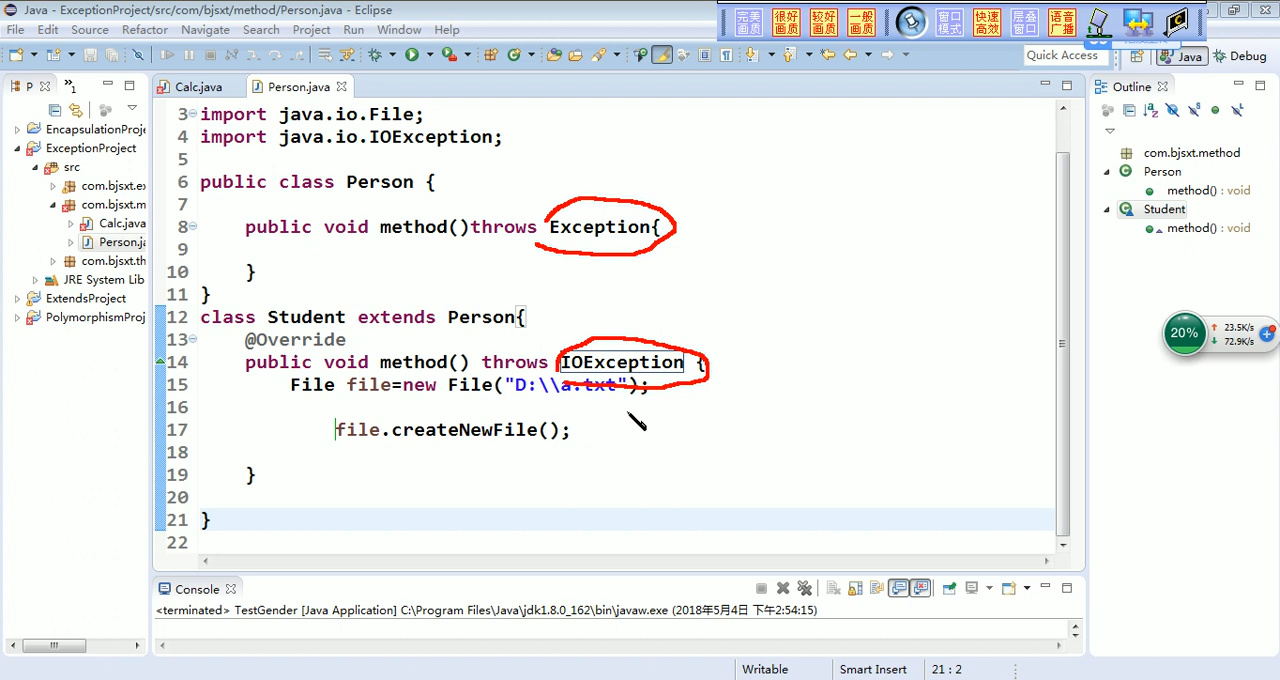 Java - ExceptionProject/src/com/bjsxt/method/Person.java - Eclipse
完美画质 很好画质 较好画质 一般画质 窗口模式 快速高效 层叠窗口 语音广播
File Edit Source Refactor Navigate Search Project Run Window Help
Quick Access Java Debug
P »1 Calc.java Person.java Outline
EncapsulationProje
ExceptionProject
src
com.bjsxt.ex
com.bjsxt.m
Calc.java
Person.ja
com.bjsxt.th
JRE System Lib
ExtendsProject
PolymorphismProj
3 import java.io.File;
4 import java.io.IOException;
5
6 public class Person {
7
8 public void method()throws Exception{
9
10 }
11 }
12 class Student extends Person{
13 @Override
14 public void method() throws IOException {
15 File file=new File("D:\\a.txt");
16
17 file.createNewFile();
18
19 }
20
21 }
22
com.bjsxt.method
Person
method() : void
Student
method() : void
20% 23.5K/s
72.9K/s
Console
<terminated> TestGender [Java Application] C:\Program Files\Java\jdk1.8.0_162\bin\javaw.exe (2018年5月4日 下午2:54:15)
Writable Smart Insert 21 : 2